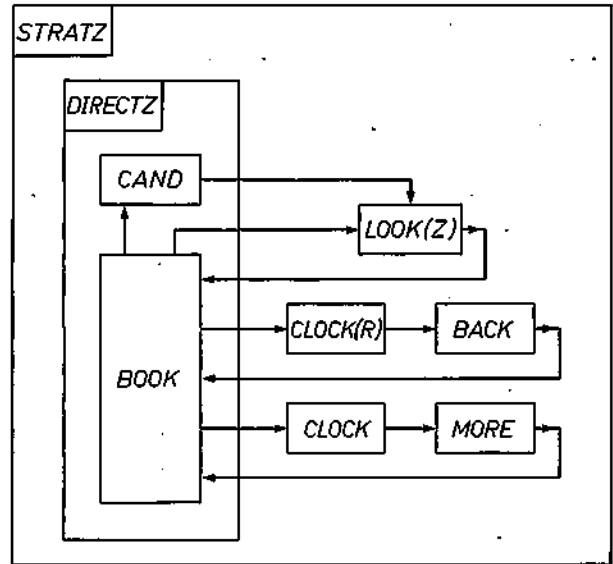 STRATZ
DIRECTZ
CAND
LOOK(Z)
CLOCK(R)
BACK
BOOK
CLOCK
MORE